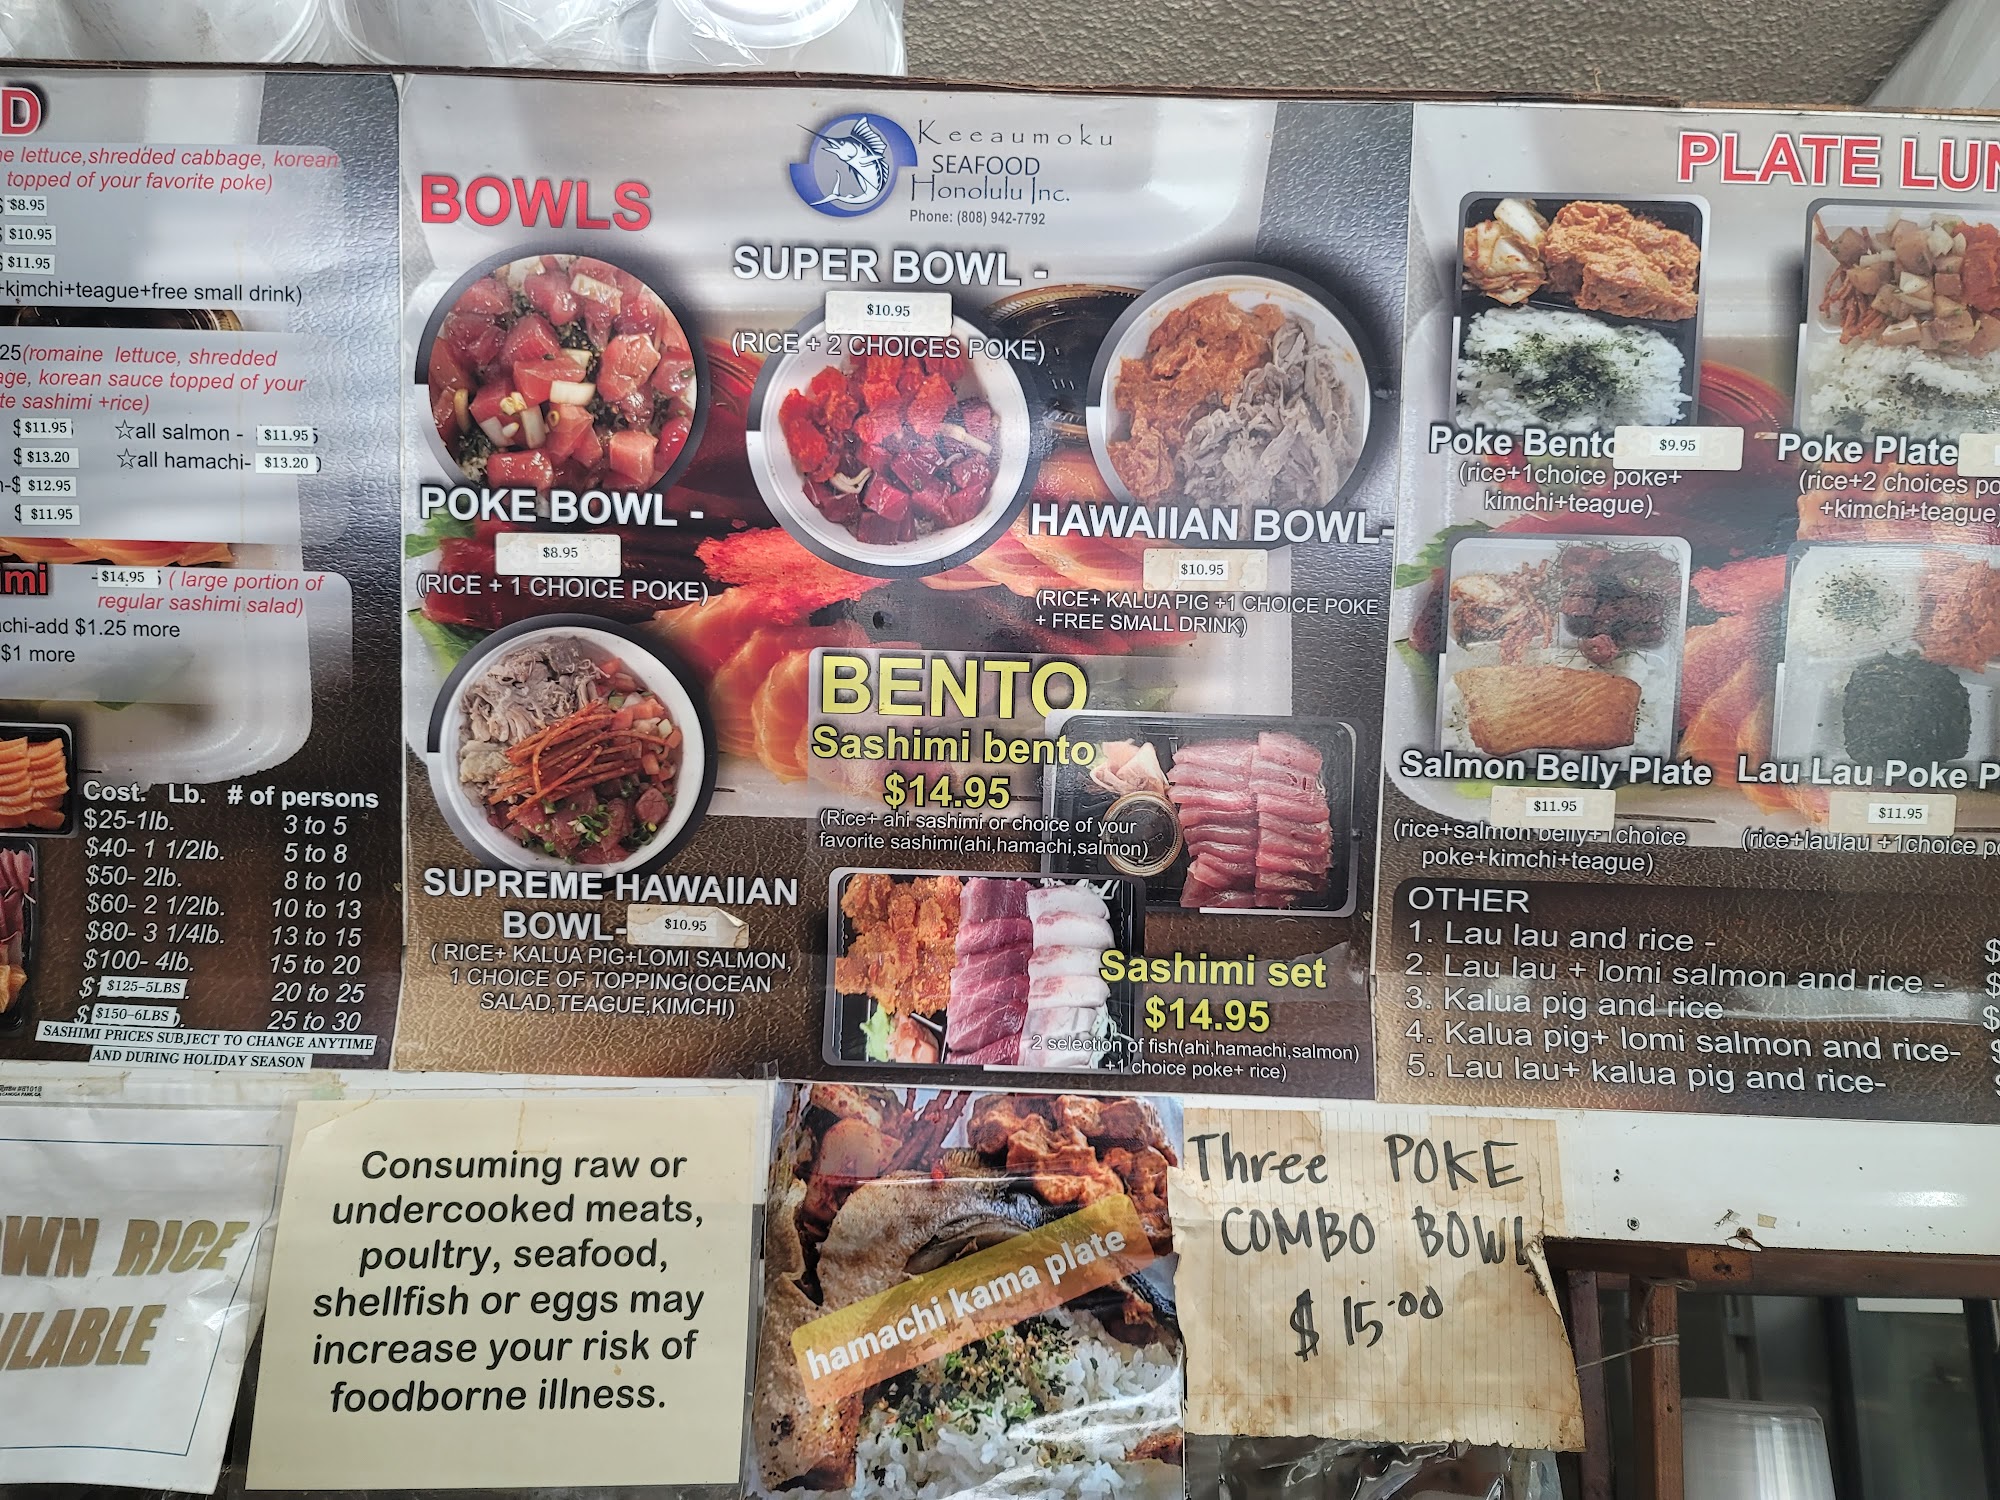 D
lettuce,shredded cabbage, korean
topped of your favorite poke)
$8.95
$10.95
$11.95
+kimchi+teague+free small drink)
25(romaine lettuce, shredded
korean sauce topped of your
sashimi +rice)
$ $11.95 ☆all salmon - $11.95
$ $13.20 ☆all hamachi- $13.20 )
-$ $12.95
$ $11.95
-$14.95 ) ( large portion of
regular sashimi salad)
-add $1.25 more
$1 more
Cost. Lb. # of persons
$25-1lb. 3 to 5
$40- 1 1/2lb. 5 to 8
$50- 2lb. 8 to 10
$60- 2 1/2lb. 10 to 13
$80- 3 1/4lb. 13 to 15
$100- 4lb. 15 to 20
$125-5LBS 20 to 25
$150-6LBS 25 to 30
SASHIMI PRICES SUBJECT TO CHANGE ANYTIME
AND DURING HOLIDAY SEASON
Keeaumoku
SEAFOOD
Honolulu Inc.
Phone: (808) 942-7792
BOWLS
SUPER BOWL -
$10.95
(RICE + 2 CHOICES POKE)
POKE BOWL -
$8.95
(RICE + 1 CHOICE POKE)
HAWAIIAN BOWL-
$10.95
(RICE+ KALUA PIG +1 CHOICE POKE
+ FREE SMALL DRINK)
BENTO
Sashimi bento
$14.95
(Rice+ ahi sashimi or choice of your
favorite sashimi(ahi,hamachi,salmon)
SUPREME HAWAIIAN
BOWL- $10.95
( RICE+ KALUA PIG+LOMI SALMON,
1 CHOICE OF TOPPING(OCEAN
SALAD,TEAGUE,KIMCHI)
Sashimi set
$14.95
2 selection of fish(ahi,hamachi,salmon)
+1 choice poke+ rice)
PLATE LUN
Poke Bento $9.95
(rice+1choice poke+
kimchi+teague)
Poke Plate
(rice+2 choices po
+kimchi+teague)
Salmon Belly Plate
$11.95
(rice+salmon belly+1choice
poke+kimchi+teague)
Lau Lau Poke P
$11.95
(rice+laulau +1choice po
OTHER
1. Lau lau and rice - $
2. Lau lau + lomi salmon and rice - $
3. Kalua pig and rice $
4. Kalua pig+ lomi salmon and rice-
5. Lau lau+ kalua pig and rice-
WN RICE
ILABLE
Consuming raw or
undercooked meats,
poultry, seafood,
shellfish or eggs may
increase your risk of
foodborne illness.
hamachi kama plate
Three POKE
COMBO BOWL
$ 15.00